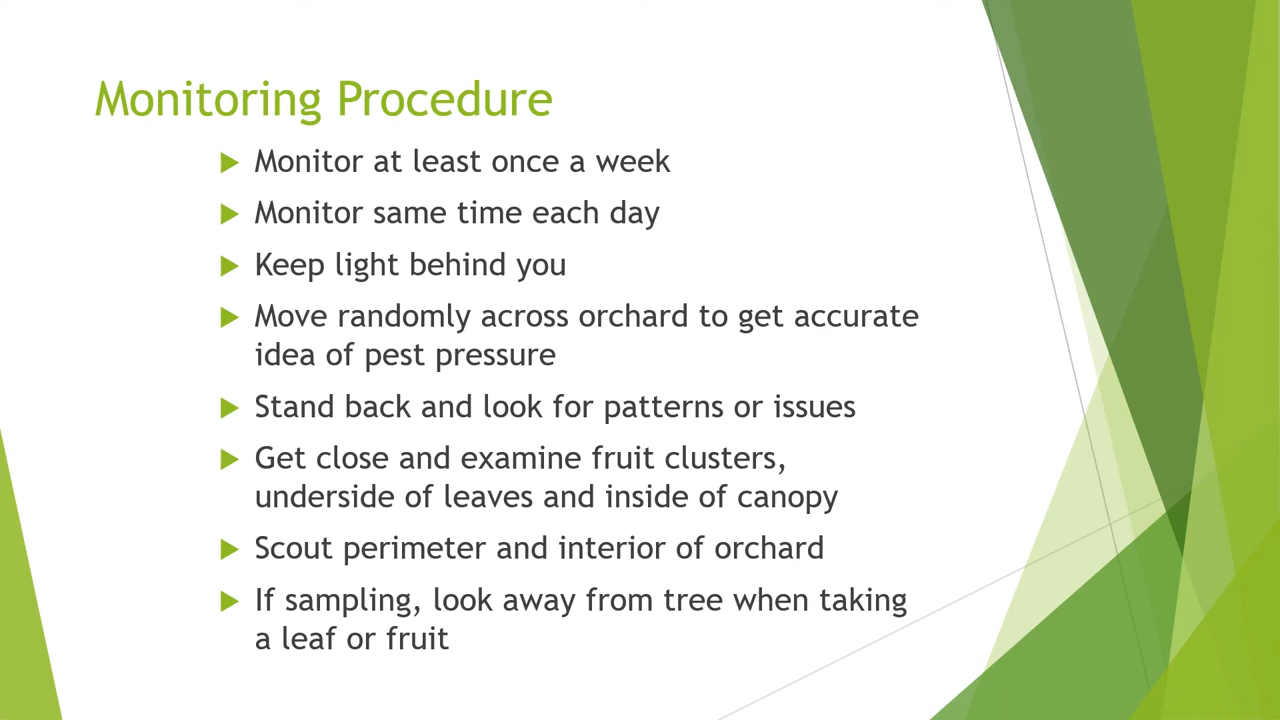 Monitoring Procedure
Monitor at least once a week
Monitor same time each day
Keep light behind you
Move randomly across orchard to get accurate
idea of pest pressure
Stand back and look for patterns or issues
Get close and examine fruit clusters,
underside of leaves and inside of canopy
Scout perimeter and interior of orchard
If sampling, look away from tree when taking
a leaf or fruit